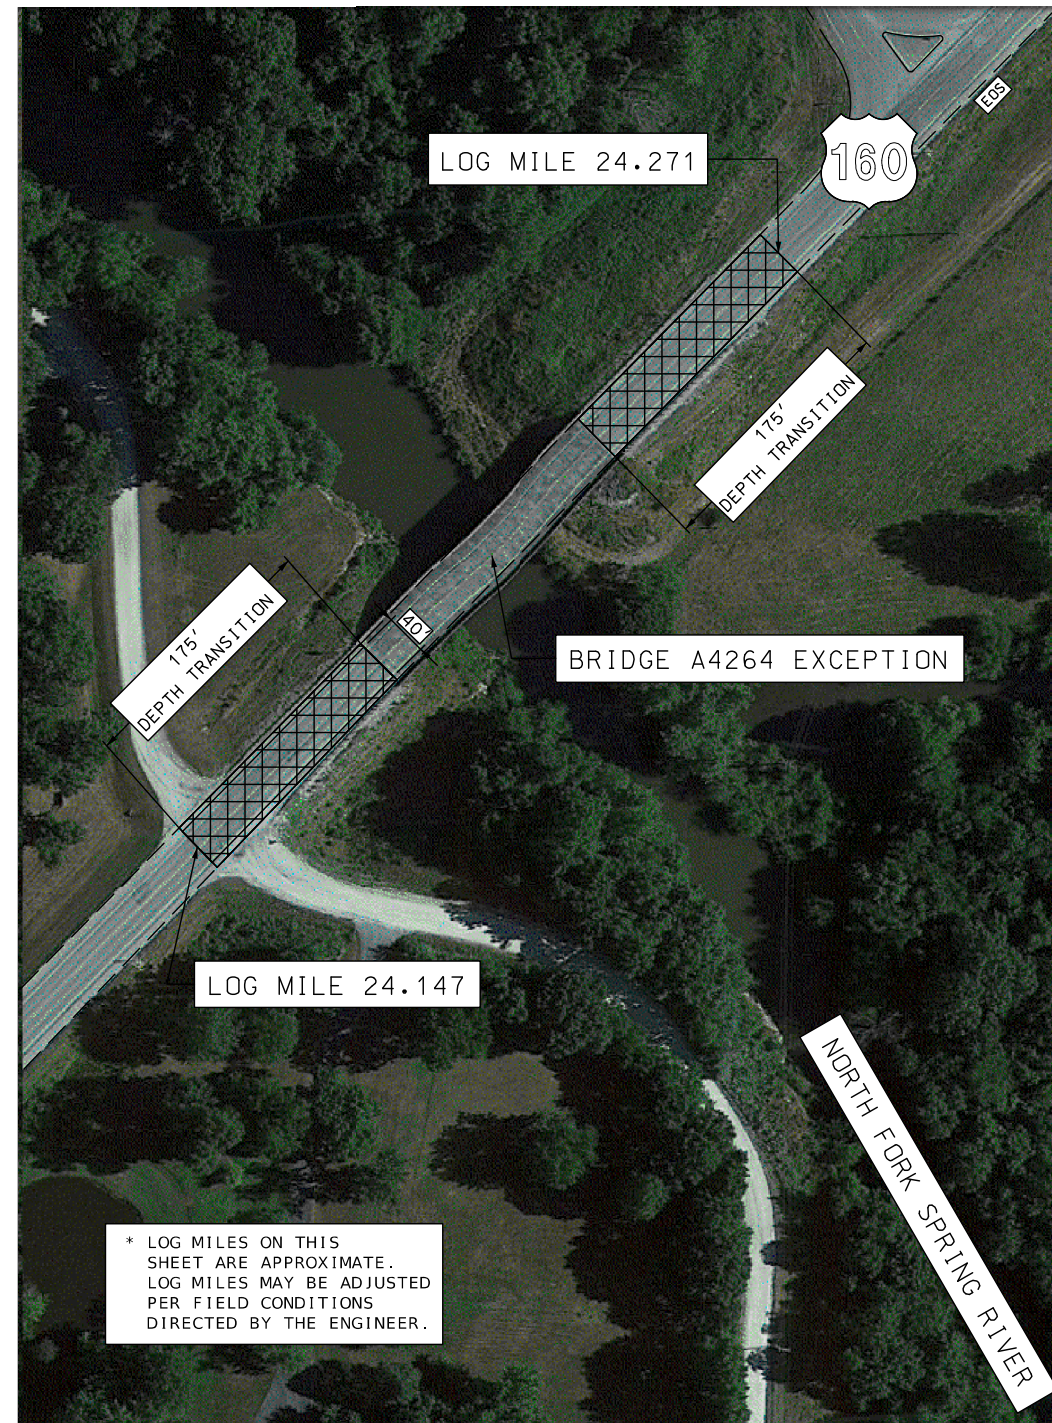 EOS
160
LOG MILE 24.271
175'
DEPTH TRANSITION
175'
DEPTH TRANSITION
40'
BRIDGE A4264 EXCEPTION
LOG MILE 24.147
NORTH FORK SPRING RIVER
* LOG MILES ON THIS
SHEET ARE APPROXIMATE.
LOG MILES MAY BE ADJUSTED
PER FIELD CONDITIONS
DIRECTED BY THE ENGINEER.